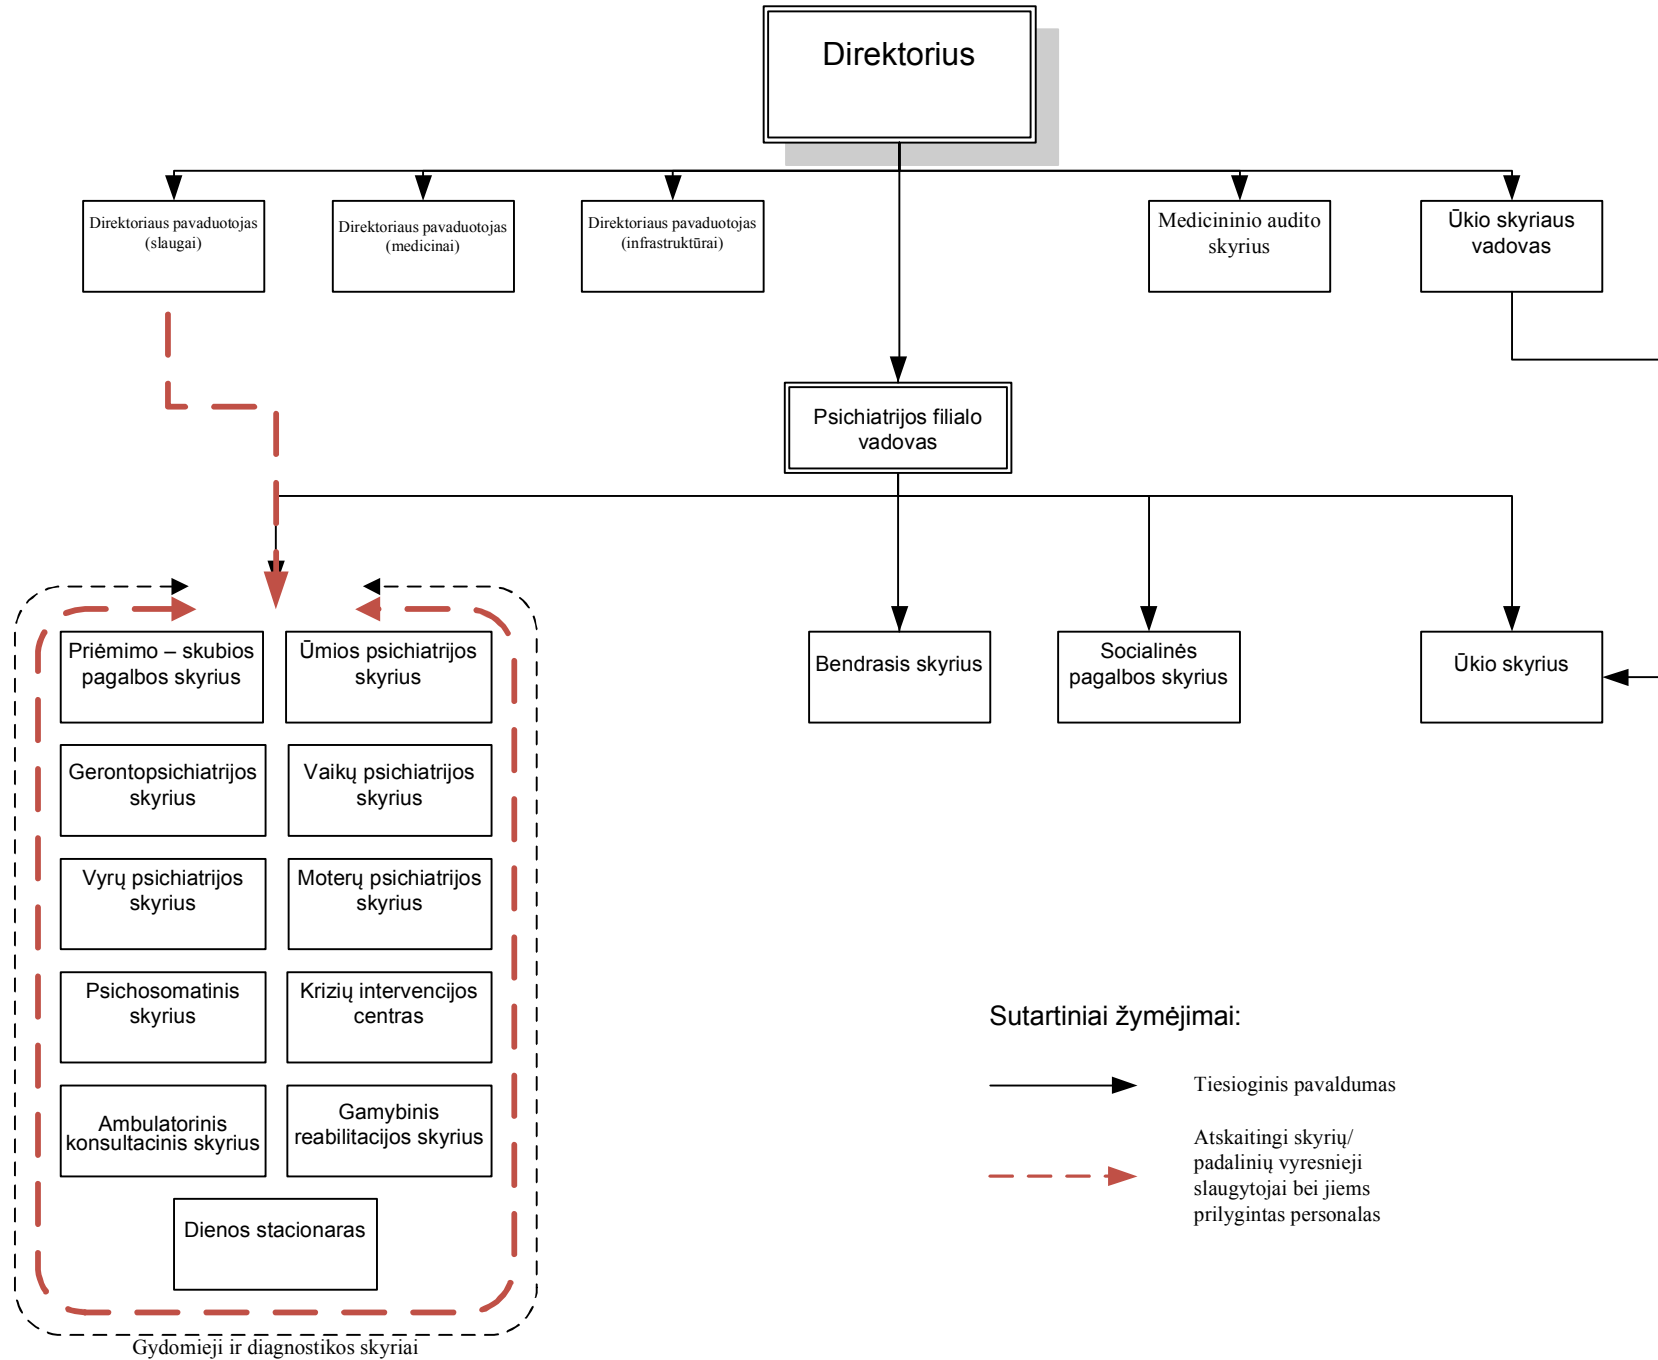 Direktorius
Direktoriaus pavaduotojas
(slaugai)
Direktoriaus pavaduotojas
(medicinai)
Direktoriaus pavaduotojas
(infrastruktūrai)
Medicininio audito
skyrius
Ūkio skyriaus
vadovas
Psichiatrijos filialo
vadovas
Priėmimo – skubios
pagalbos skyrius
Ūmios psichiatrijos
skyrius
Bendrasis skyrius
Socialinės
pagalbos skyrius
Ūkio skyrius
Gerontopsichiatrijos
skyrius
Vaikų psichiatrijos
skyrius
Vyrų psichiatrijos
skyrius
Moterų psichiatrijos
skyrius
Psichosomatinis
skyrius
Krizių intervencijos
centras
Ambulatorinis
konsultacinis skyrius
Gamybinis
reabilitacijos skyrius
Dienos stacionaras
Gydomieji ir diagnostikos skyriai
Sutartiniai žymėjimai:
Tiesioginis pavaldumas
Atskaitingi skyrių/
padalinių vyresnieji
slaugytojai bei jiems
prilygintas personalas